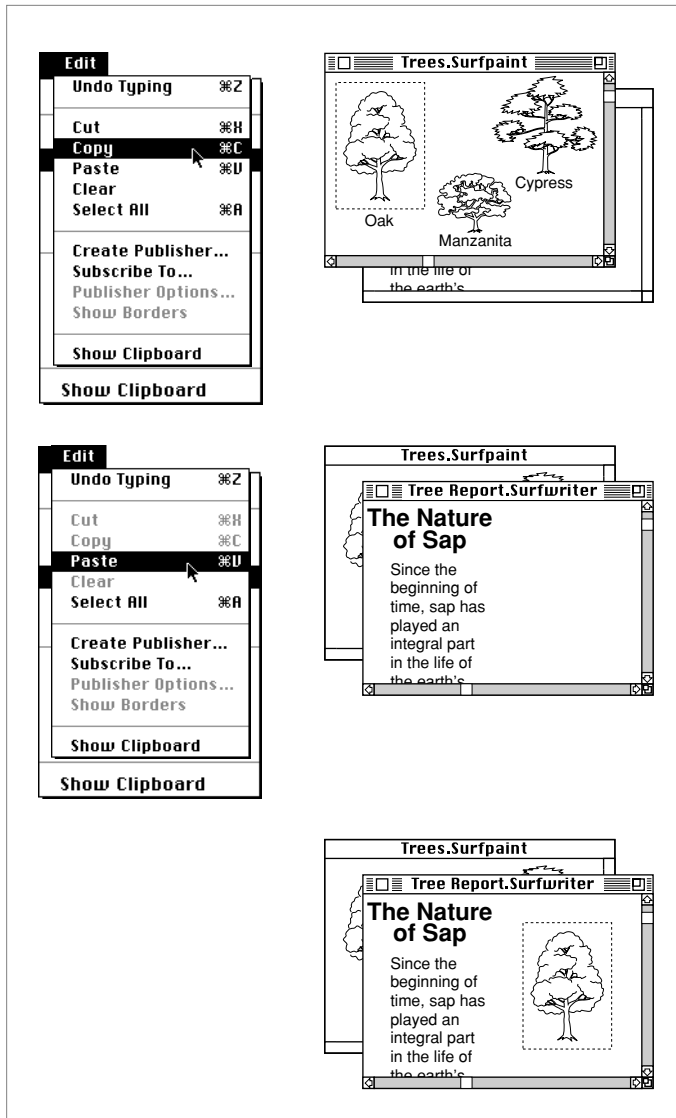 Edit
Undo Typing ⌘Z
Cut ⌘X
Copy ⌘C
Paste ⌘V
Clear
Select All ⌘A
Create Publisher...
Subscribe To...
Publisher Options...
Show Borders
Show Clipboard
Show Clipboard
Trees.Surfpaint
Oak
Manzanita
Cypress
in the life of
the earth's
Edit
Undo Typing ⌘Z
Cut ⌘X
Copy ⌘C
Paste ⌘V
Clear
Select All ⌘A
Create Publisher...
Subscribe To...
Publisher Options...
Show Borders
Show Clipboard
Show Clipboard
Trees.Surfpaint
Tree Report.Surfwriter
The Nature
of Sap
Since the
beginning of
time, sap has
played an
integral part
in the life of
the earth's
Trees.Surfpaint
Tree Report.Surfwriter
The Nature
of Sap
Since the
beginning of
time, sap has
played an
integral part
in the life of
the earth's